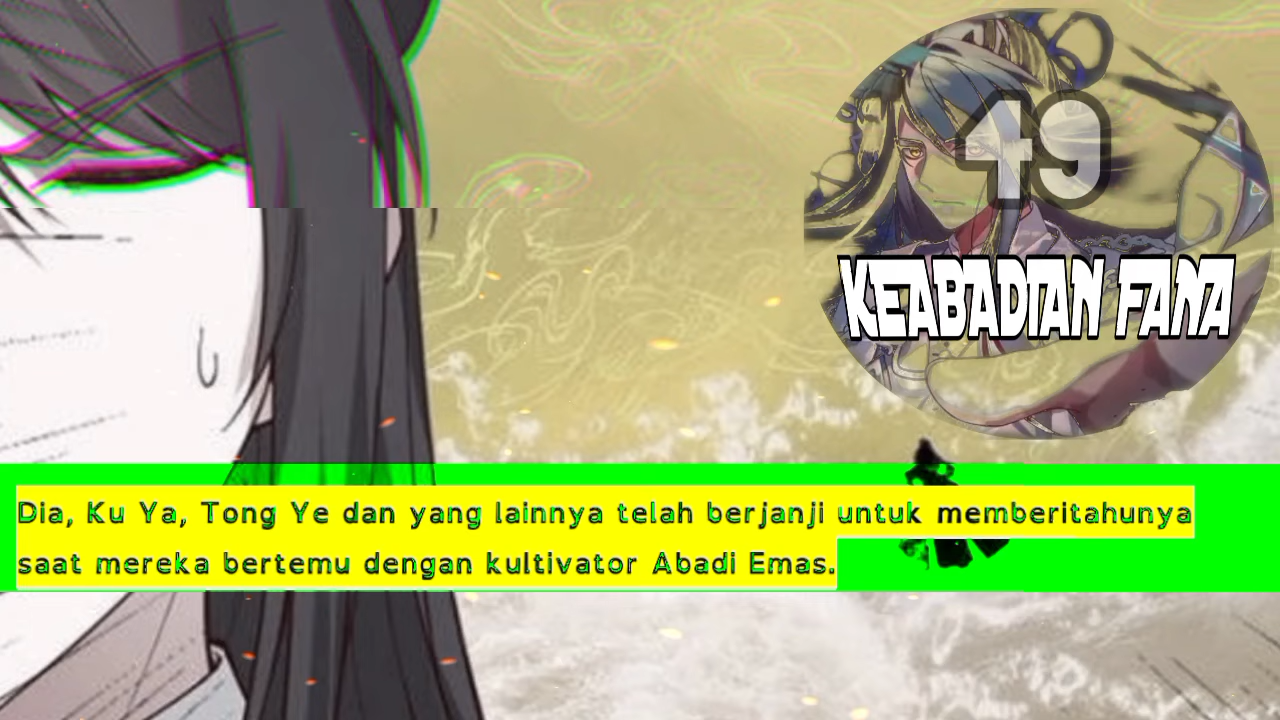 49
KEABADIAN FANA
Dia, Ku Ya, Tong Ye dan yang lainnya telah berjanji untuk memberitahunya
saat mereka bertemu dengan kultivator Abadi Emas.